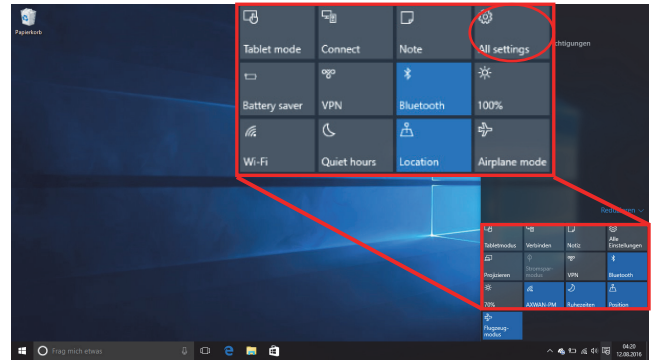 Papierkorb
Tablet mode Connect Note All settings
Battery saver VPN Bluetooth 100%
Wi-Fi Quiet hours Location Airplane mode
Reduzieren
Tabletmodus Verbinden Notiz Alle
Einstellungen
Projizieren Stromspar-
modus VPN Bluetooth
70% AXWAN-PM Ruhezeiten Position
Flugzeug-
modus
Frag mich etwas
04:20
12.08.2016